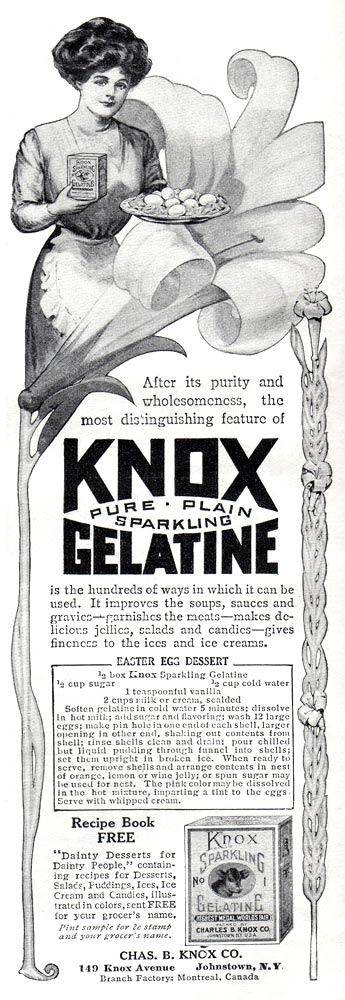 KNOX
SPARKLING
GELATINE
After its purity and
wholesomeness, the
most distinguishing feature of
KNOX
PURE · PLAIN
SPARKLING
GELATINE
is the hundreds of ways in which it can be
used. It improves the soups, sauces and
gravies—garnishes the meats—makes de-
licious jellies, salads and candies—gives
fineness to the ices and ice creams.
EASTER EGG DESSERT
½ box Knox Sparkling Gelatine
½ cup sugar ½ cup cold water
1 teaspoonful vanilla
2 cups milk or cream, scalded
Soften gelatine in cold water 5 minutes; dissolve
in hot milk; add sugar and flavoring; wash 12 large
eggs; make pin hole in one end of each shell, larger
opening in other end, shaking out contents from
shell; rinse shells clean and drain; pour chilled
but liquid pudding through funnel into shells;
set them upright in broken ice. When ready to
serve, remove shells and arrange contents in nest
of orange, lemon or wine jelly; or spun sugar may
be used for nest. The pink color may be dissolved
in the hot mixture, imparting a tint to the eggs.
Serve with whipped cream.
Recipe Book
FREE
"Dainty Desserts for
Dainty People," contain-
ing recipes for Desserts,
Salads, Puddings, Ices, Ice
Cream and Candies, illus-
trated in colors, sent FREE
for your grocer's name.
Pint sample for 2c stamp
and your grocer's name.
KNOX
SPARKLING
No 1
GELATINE
HIGHEST MEDAL WORLD'S FAIR
PACKED BY
CHARLES B. KNOX CO.
JOHNSTOWN, N.Y. U.S.A.
CHAS. B. KNOX CO.
149 Knox Avenue Johnstown, N.Y.
Branch Factory: Montreal, Canada